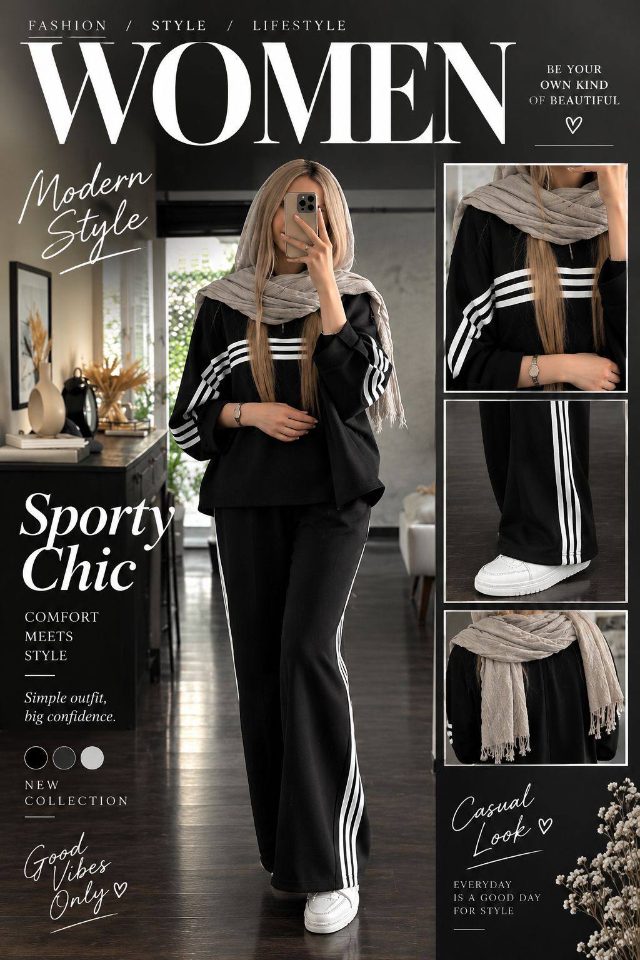 FASHION / STYLE / LIFESTYLE
WOMEN
BE YOUR
OWN KIND
OF BEAUTIFUL
Modern
Style
Sporty
Chic
COMFORT
MEETS
STYLE
Simple outfit,
big confidence.
NEW
COLLECTION
Good
Vibes
Only
Casual
Look
EVERYDAY
IS A GOOD DAY
FOR STYLE